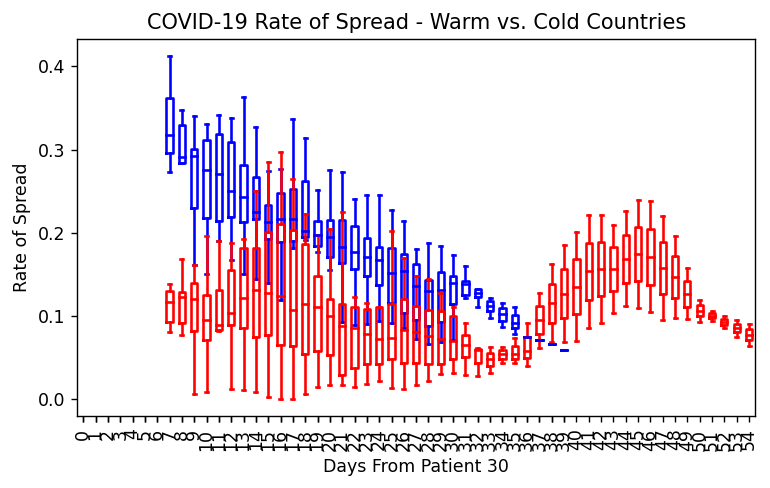 COVID-19 Rate of Spread - Warm vs. Cold Countries
Rate of Spread
0.4
0.3
0.2
0.1
0.0
0 1 2 3 4 5 6 7 8 9 10 11 12 13 14 15 16 17 18 19 20 21 22 23 24 25 26 27 28 29 30 31 32 33 34 35 36 37 38 39 40 41 42 43 44 45 46 47 48 49 50 51 52 53 54
Days From Patient 30